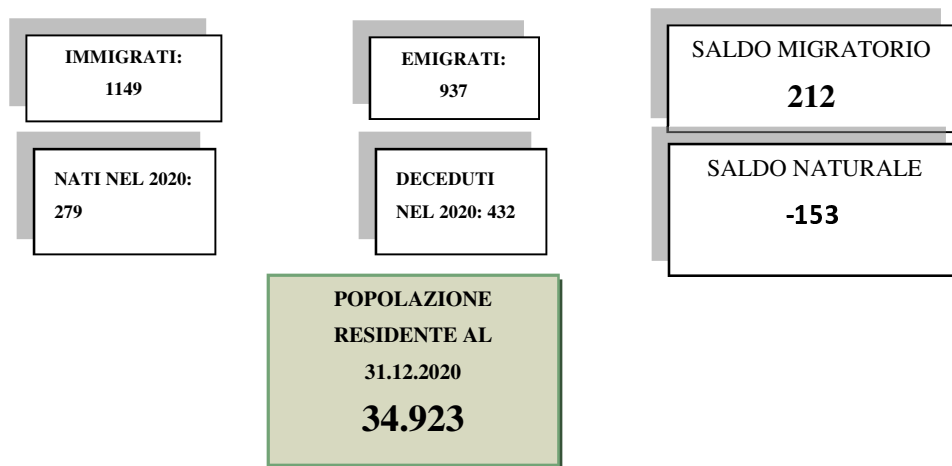 IMMIGRATI:
1149
EMIGRATI:
937
SALDO MIGRATORIO
212
NATI NEL 2020:
279
DECEDUTI
NEL 2020: 432
SALDO NATURALE
-153
POPOLAZIONE
RESIDENTE AL
31.12.2020
34.923